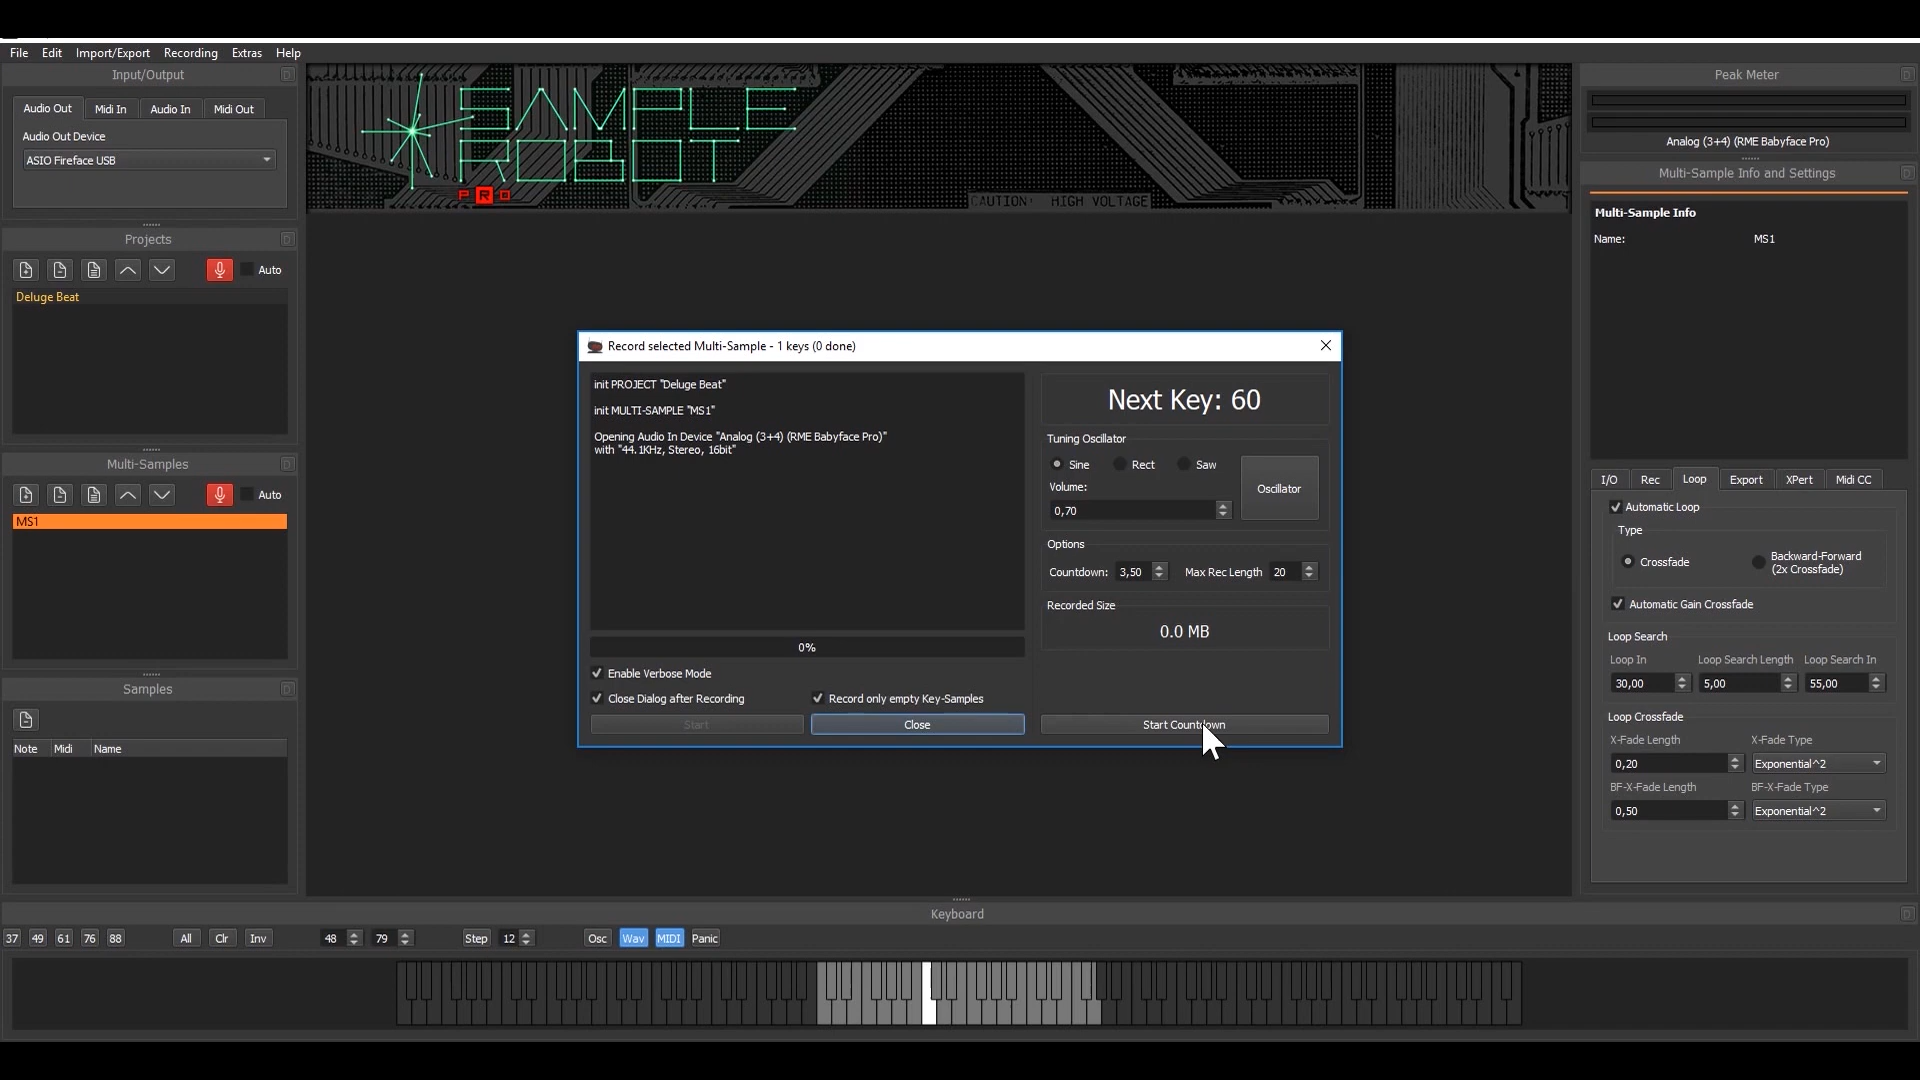 File Edit Import/Export Recording Extras Help
Input/Output
Audio Out Midi In Audio In Midi Out
Audio Out Device
ASIO Fireface USB
Projects
Auto
Deluge Beat
Multi-Samples
Auto
MS1
Samples
Note Midi Name
SAMPLE
ROBOT
PRO
CAUTION: HIGH VOLTAGE
Record selected Multi-Sample - 1 keys (0 done)
init PROJECT "Deluge Beat"
init MULTI-SAMPLE "MS1"
Opening Audio In Device "Analog (3+4) (RME Babyface Pro)"
with "44.1KHz, Stereo, 16bit"
0%
Enable Verbose Mode
Close Dialog after Recording Record only empty Key-Samples
Start Close
Next Key: 60
Tuning Oscillator
Sine Rect Saw
Volume:
0,70
Oscillator
Options
Countdown: 3,50 Max Rec Length 20
Recorded Size
0.0 MB
Start Countdown
Peak Meter
Analog (3+4) (RME Babyface Pro)
Multi-Sample Info and Settings
Multi-Sample Info
Name: MS1
I/O Rec Loop Export XPert Midi CC
Automatic Loop
Type
Crossfade
Backward-Forward
(2x Crossfade)
Automatic Gain Crossfade
Loop Search
Loop In Loop Search Length Loop Search In
30,00 5,00 55,00
Loop Crossfade
X-Fade Length X-Fade Type
0,20 Exponential^2
BF-X-Fade Length BF-X-Fade Type
0,50 Exponential^2
Keyboard
37 49 61 76 88 All Clr Inv 48 79 Step 12 Osc Wav MIDI Panic